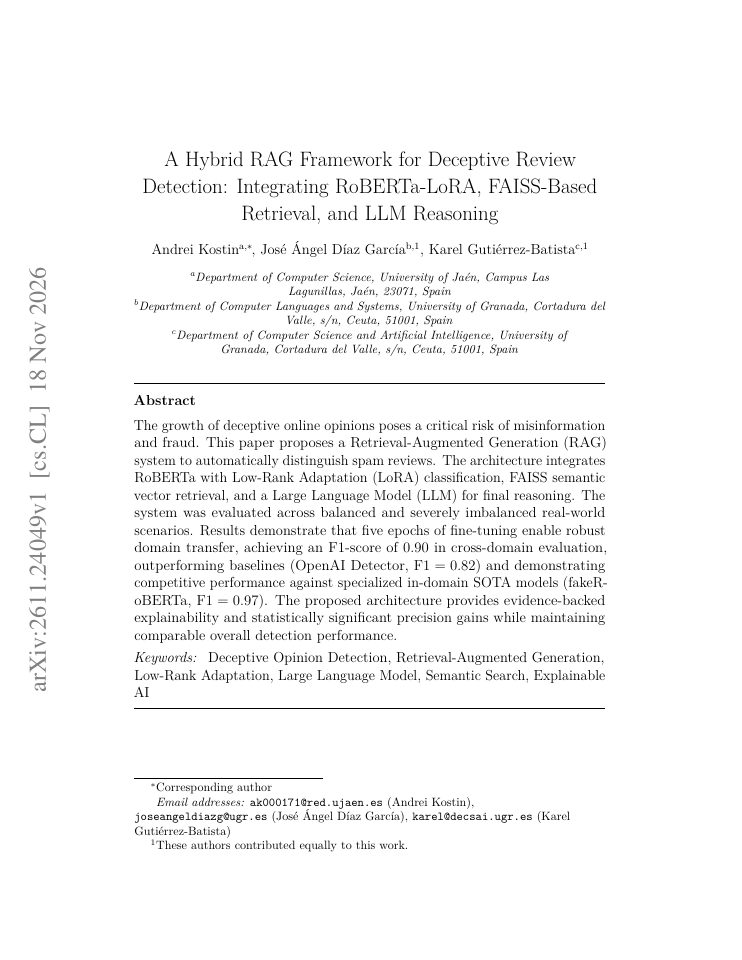 A Hybrid RAG Framework for Deceptive Review
Detection: Integrating RoBERTa-LoRA, FAISS-Based
Retrieval, and LLM Reasoning
Andrei Kostina,∗, José Ángel Díaz Garcíab,1, Karel Gutiérrez-Batistac,1
aDepartment of Computer Science, University of Jaén, Campus Las
Lagunillas, Jaén, 23071, Spain
bDepartment of Computer Languages and Systems, University of Granada, Cortadura del
Valle, s/n, Ceuta, 51001, Spain
cDepartment of Computer Science and Artificial Intelligence, University of
Granada, Cortadura del Valle, s/n, Ceuta, 51001, Spain
Abstract
The growth of deceptive online opinions poses a critical risk of misinformation
and fraud. This paper proposes a Retrieval-Augmented Generation (RAG)
system to automatically distinguish spam reviews. The architecture integrates
RoBERTa with Low-Rank Adaptation (LoRA) classification, FAISS semantic
vector retrieval, and a Large Language Model (LLM) for final reasoning. The
system was evaluated across balanced and severely imbalanced real-world
scenarios. Results demonstrate that five epochs of fine-tuning enable robust
domain transfer, achieving an F1-score of 0.90 in cross-domain evaluation,
outperforming baselines (OpenAI Detector, F1 = 0.82) and demonstrating
competitive performance against specialized in-domain SOTA models (fakeR-
oBERTa, F1 = 0.97). The proposed architecture provides evidence-backed
explainability and statistically significant precision gains while maintaining
comparable overall detection performance.
Keywords: Deceptive Opinion Detection, Retrieval-Augmented Generation,
Low-Rank Adaptation, Large Language Model, Semantic Search, Explainable
AI
∗Corresponding author
Email addresses: ak000171@red.ujaen.es (Andrei Kostin),
joseangeldiazg@ugr.es (José Ángel Díaz García), karel@decsai.ugr.es (Karel
Gutiérrez-Batista)
1These authors contributed equally to this work.
arXiv:2611.24049v1 [cs.CL] 18 Nov 2026